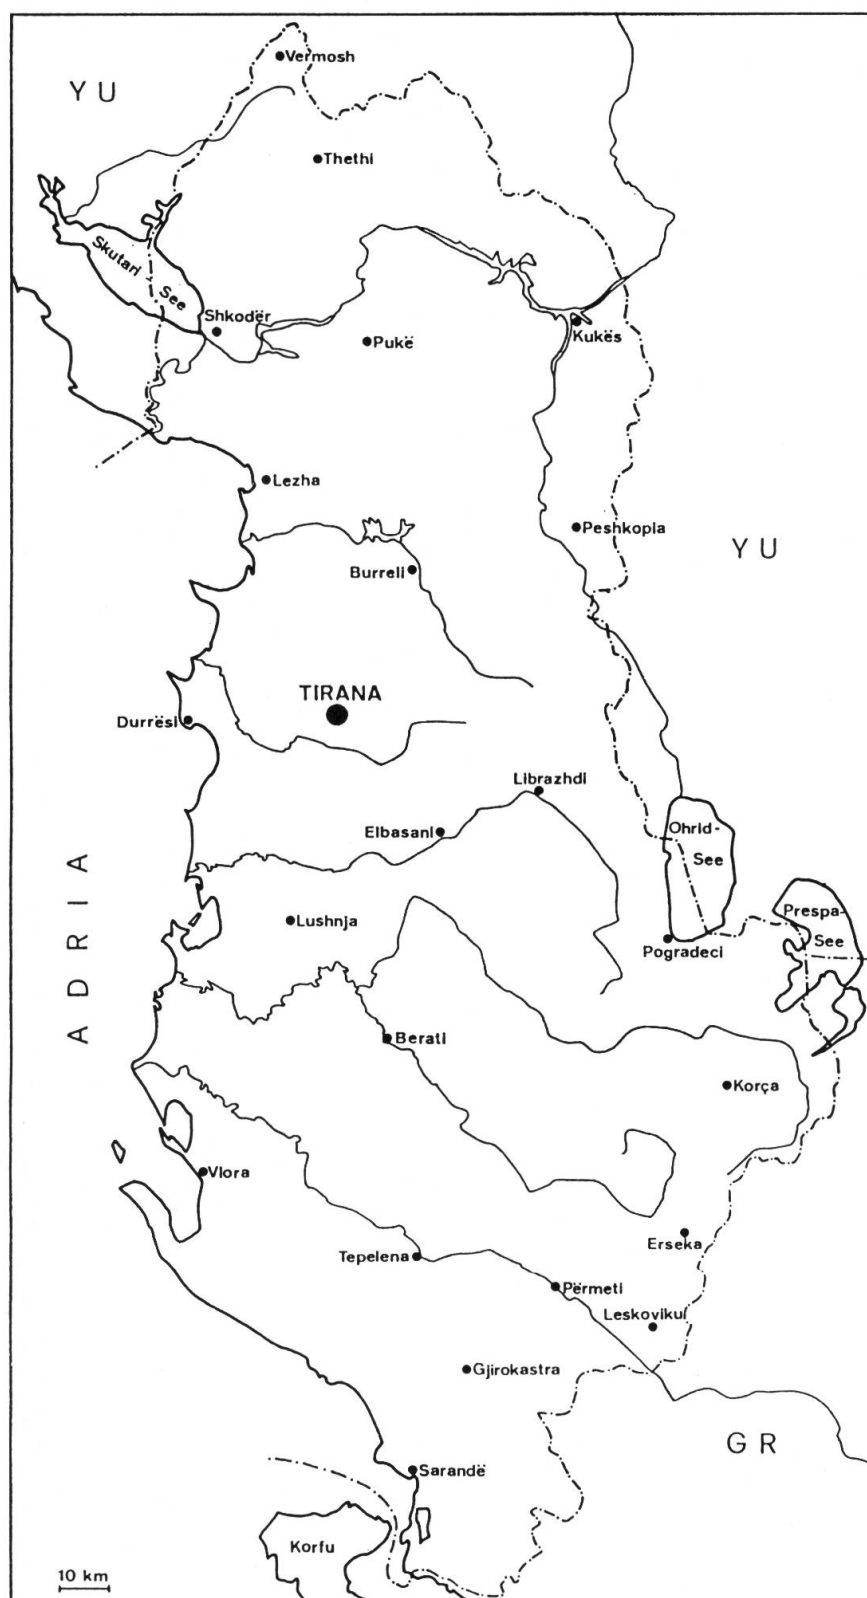 Vermosh
YU
Thethi
Skutari - See
Shkodër
Pukë
Kukës
Lezha
Peshkopia
YU
Burreli
TIRANA
Durrësi
Librazhdi
Elbasani
Ohrid-
See
ADRIA
Lushnja
Prespa-
See
Pogradeci
Berati
Korça
Vlora
Erseka
Tepelena
Përmeti
Leskoviku
Gjirokastra
GR
Sarandë
Korfu
10 km